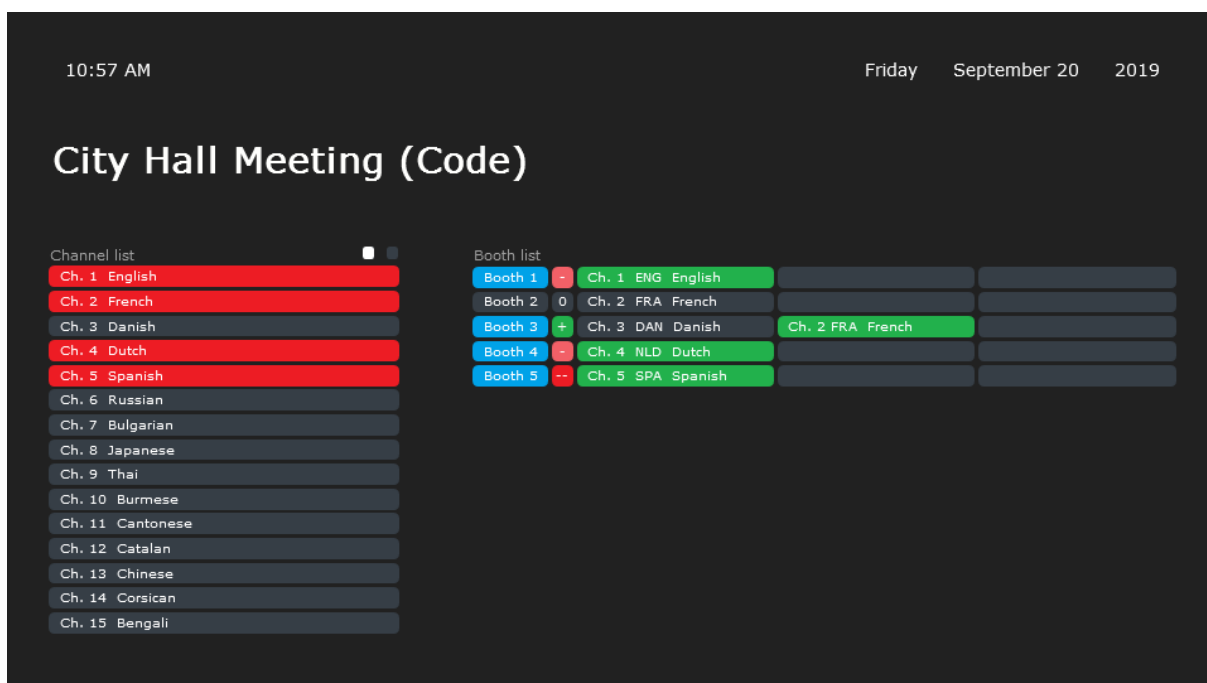 10:57 AM
Friday September 20 2019
City Hall Meeting (Code)
Channel list
Ch. 1 English
Ch. 2 French
Ch. 3 Danish
Ch. 4 Dutch
Ch. 5 Spanish
Ch. 6 Russian
Ch. 7 Bulgarian
Ch. 8 Japanese
Ch. 9 Thai
Ch. 10 Burmese
Ch. 11 Cantonese
Ch. 12 Catalan
Ch. 13 Chinese
Ch. 14 Corsican
Ch. 15 Bengali
Booth list
Booth 1 - Ch. 1 ENG English
Booth 2 0 Ch. 2 FRA French
Booth 3 + Ch. 3 DAN Danish Ch. 2 FRA French
Booth 4 - Ch. 4 NLD Dutch
Booth 5 -- Ch. 5 SPA Spanish